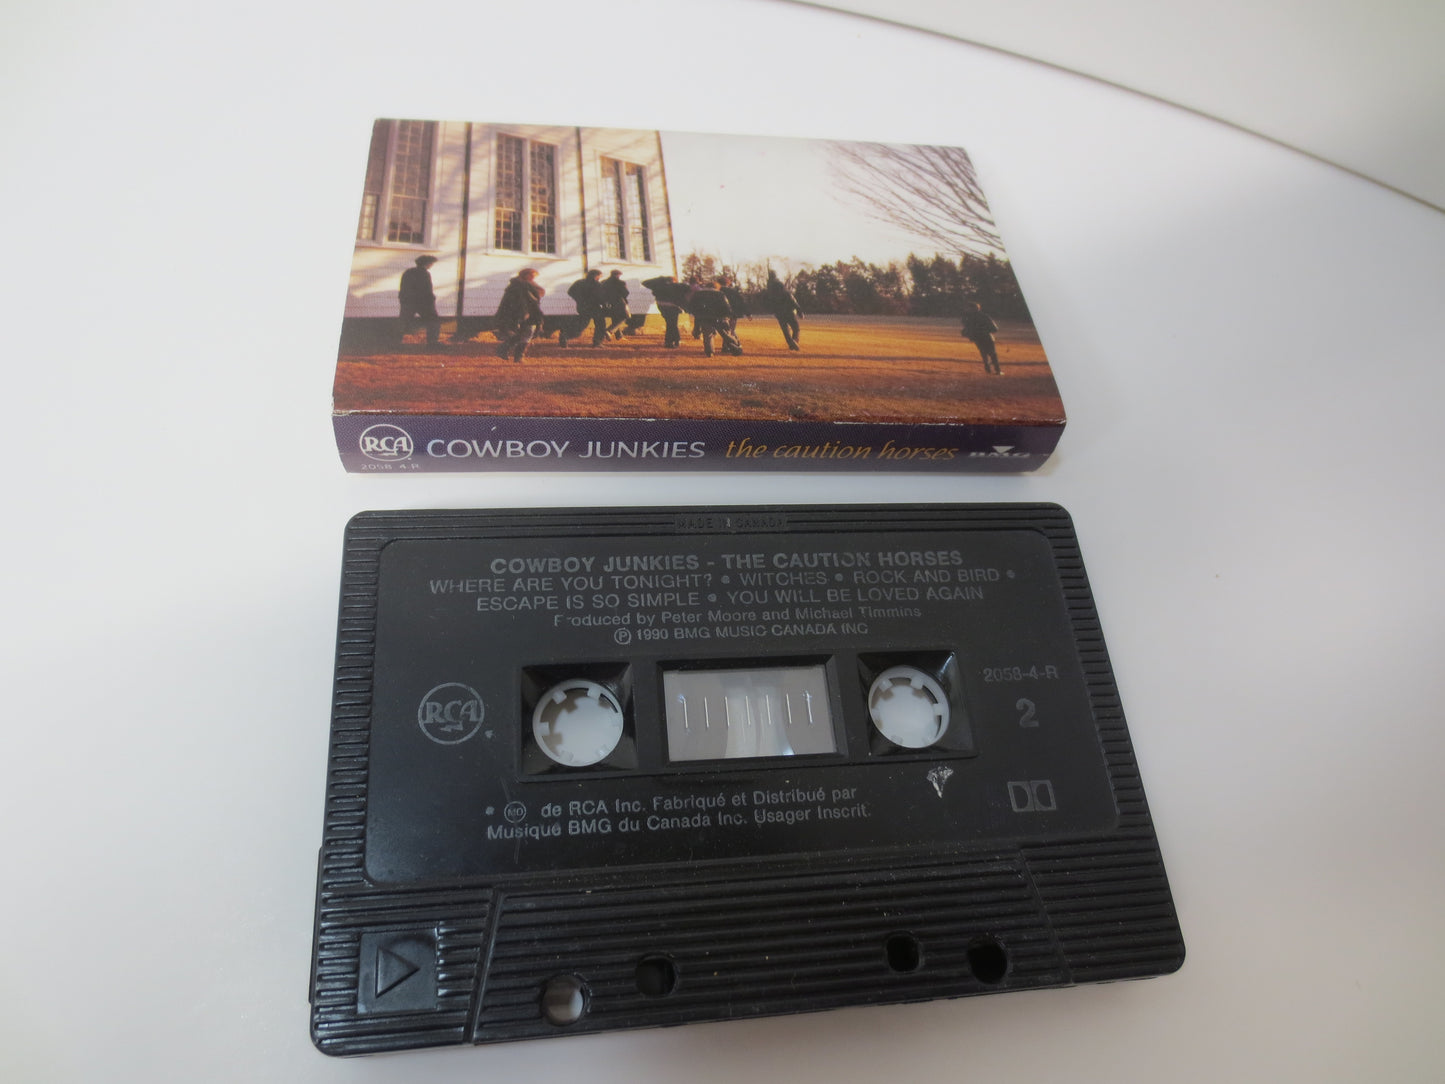 RCA COWBOY JUNKIES the caution horses BMG
2058-4-R
MADE IN CANADA
COWBOY JUNKIES - THE CAUTION HORSES
WHERE ARE YOU TONIGHT? • WITCHES • ROCK AND BIRD •
ESCAPE IS SO SIMPLE • YOU WILL BE LOVED AGAIN
Produced by Peter Moore and Michael Timmins
Ⓟ 1990 BMG MUSIC CANADA INC
2058-4-R
RCA
2
• MD de RCA Inc. Fabriqué et Distribué par
Musique BMG du Canada Inc. Usager Inscrit.